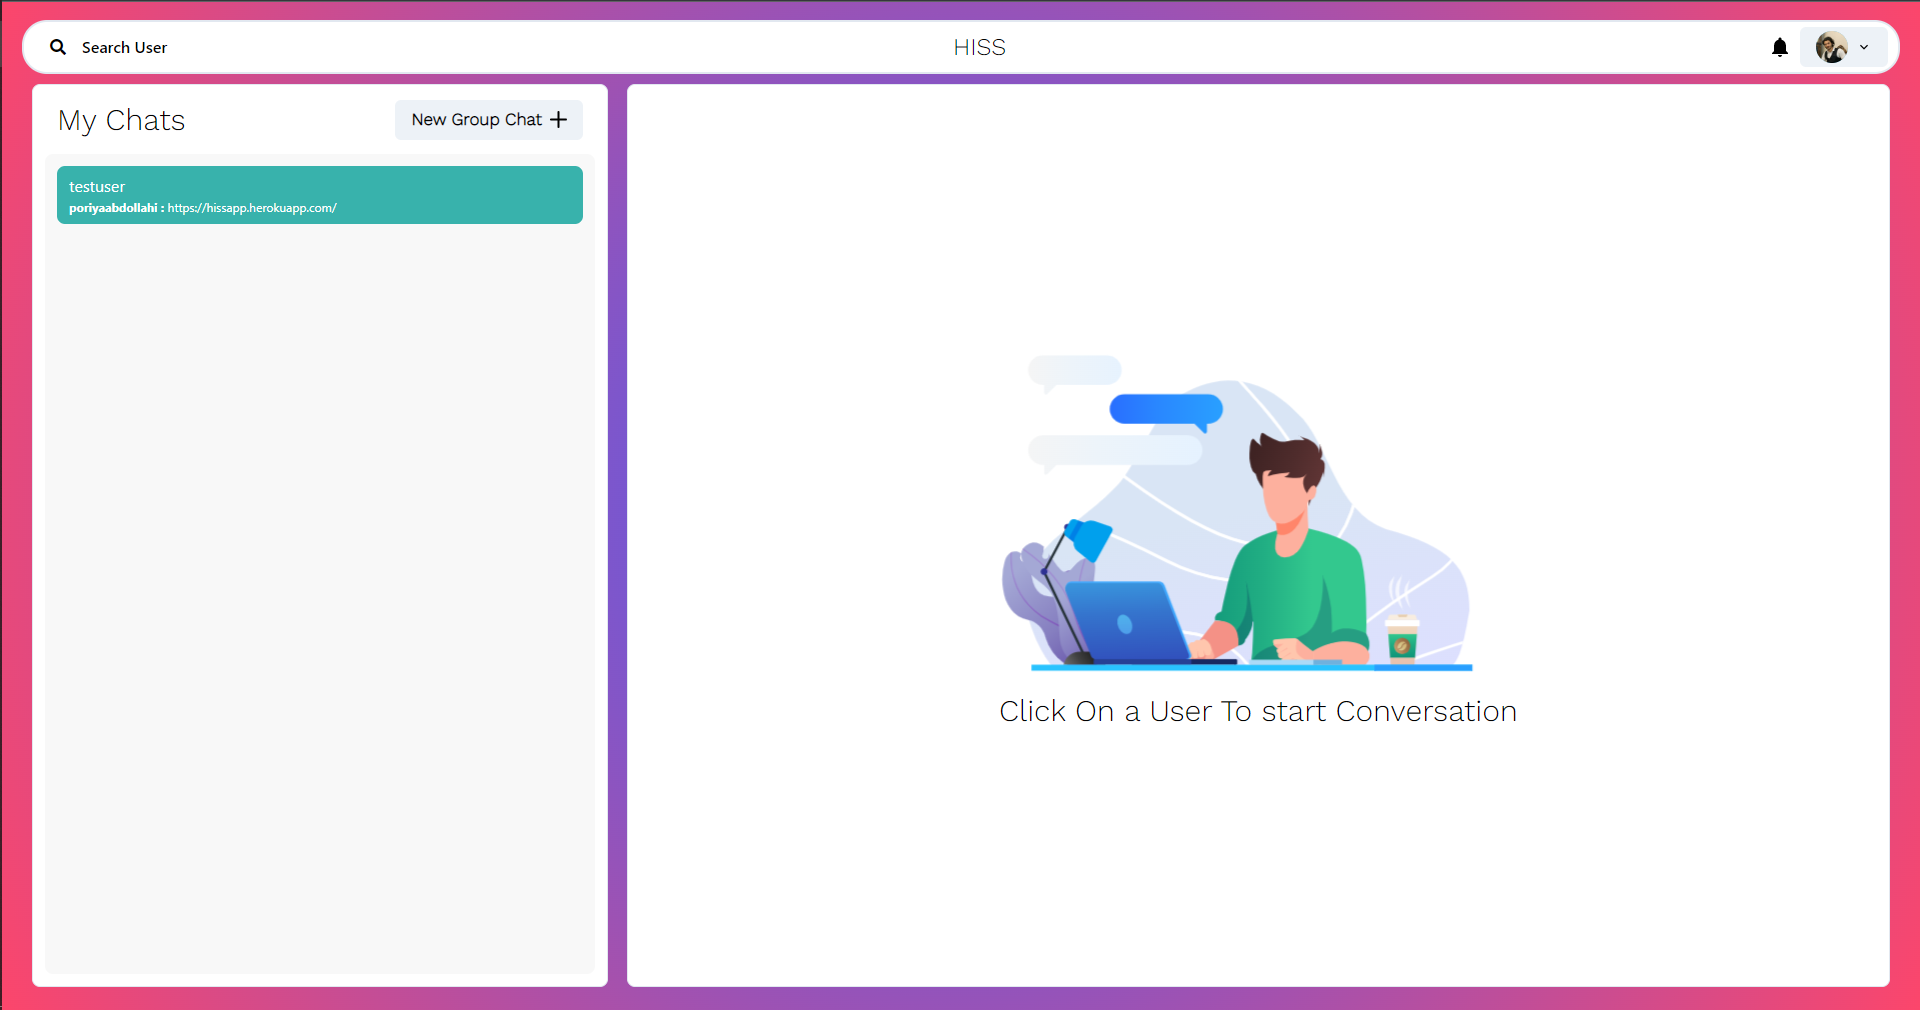 Search User
HISS
My Chats
New Group Chat
testuser
poriyaabdollahi : https://hissapp.herokuapp.com/
Click On a User To start Conversation